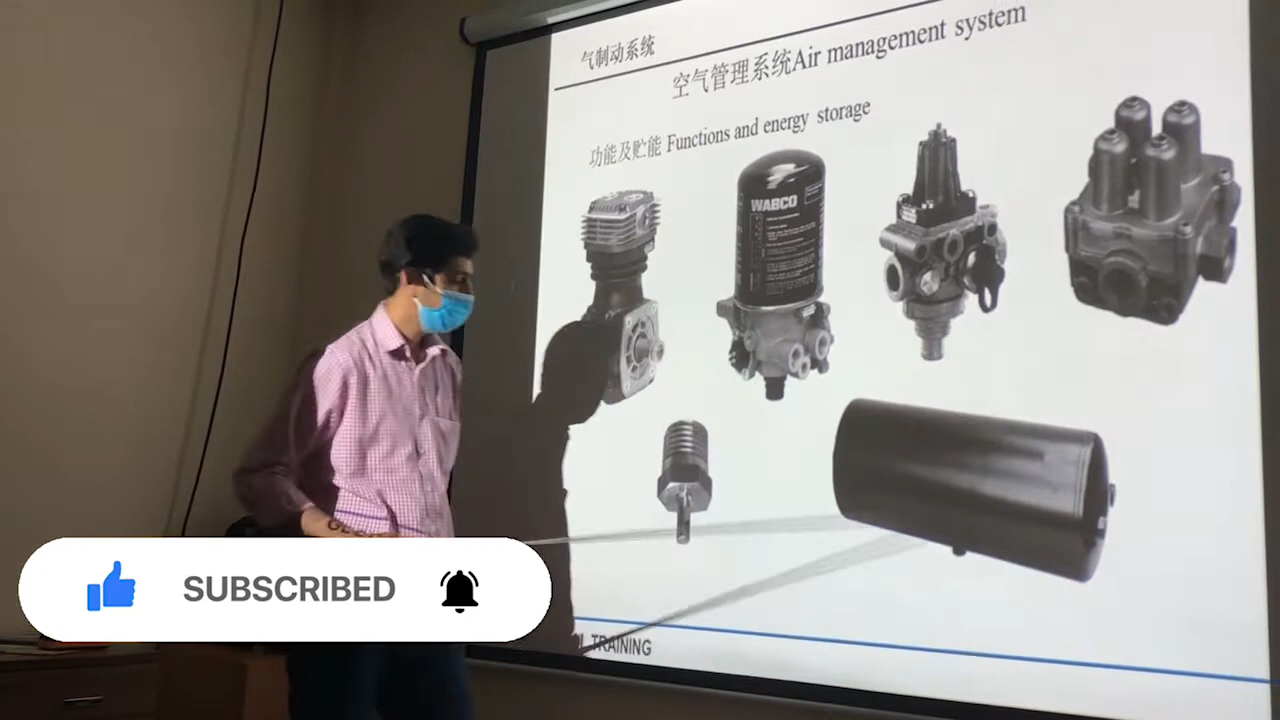 气制动系统
空气管理系统Air management system
功能及贮能 Functions and energy storage
WABCO
SUBSCRIBED
TRAINING